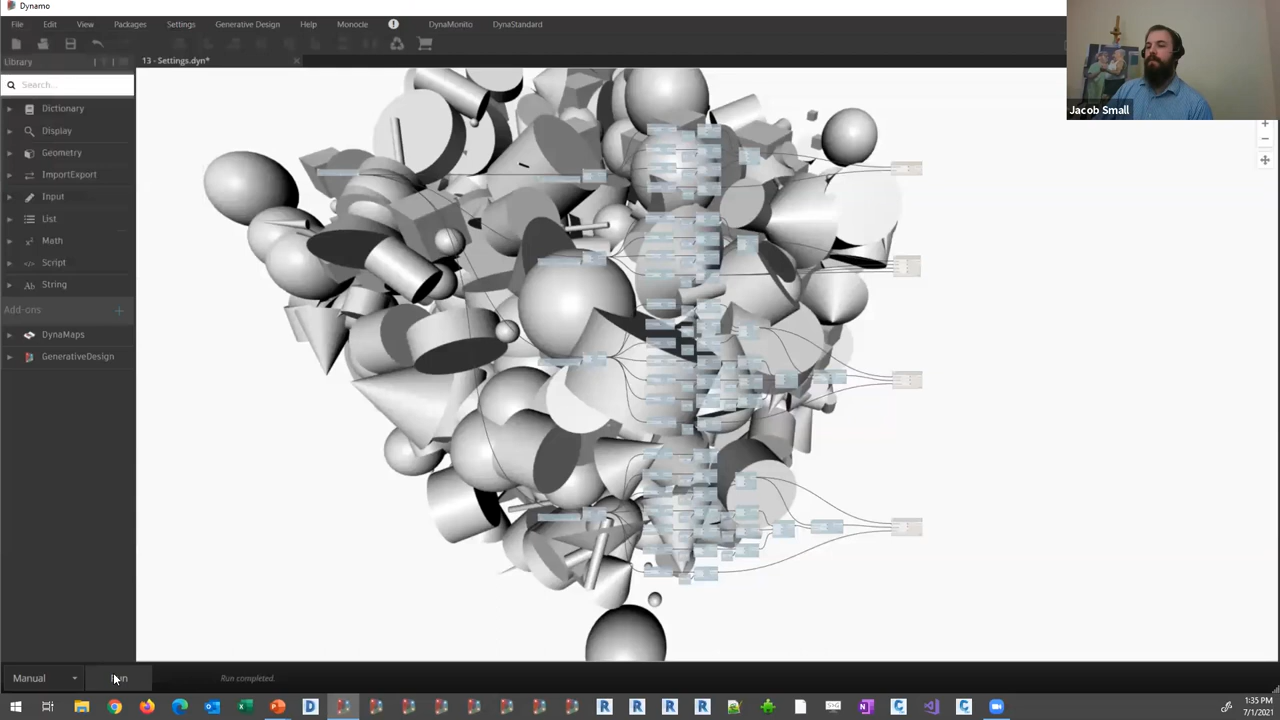 Dynamo
File Edit View Packages Settings Generative Design Help Monocle DynaMonito DynaStandard
Library
13 - Settings.dyn*
Search...
Dictionary
Display
Geometry
ImportExport
Input
List
Math
Script
String
Add-ons
DynaMaps
GenerativeDesign
Jacob Small
Manual
Run
Run completed.
1:35 PM
7/1/2021